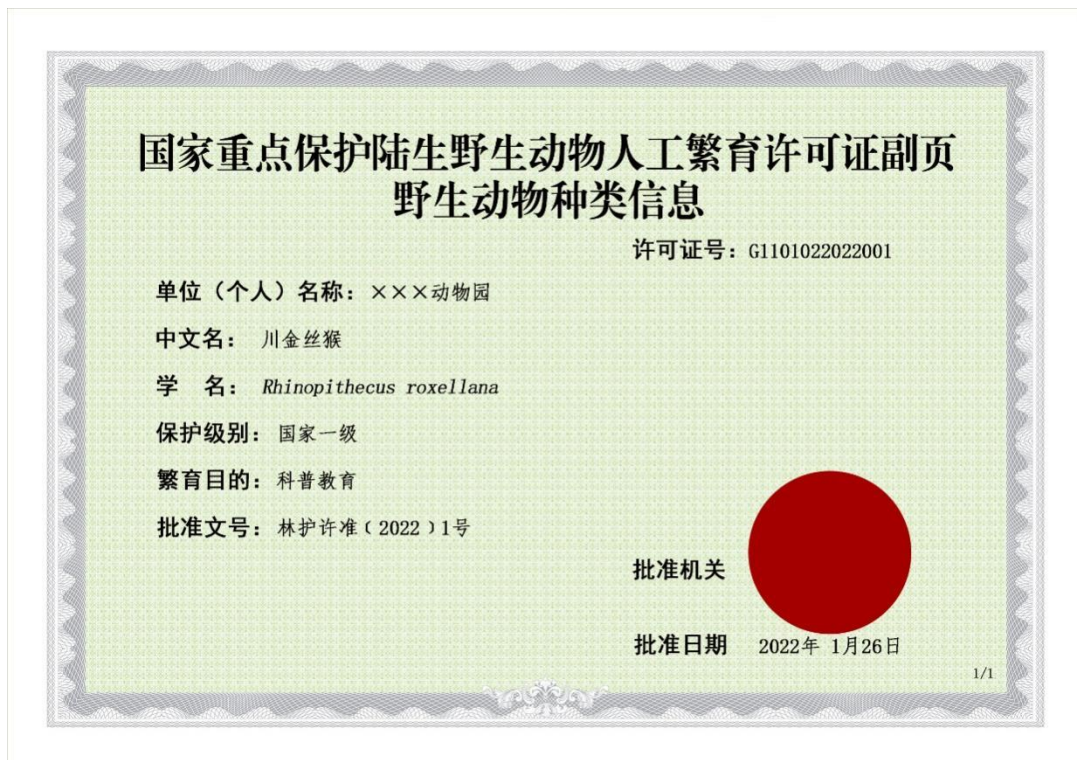 国家重点保护陆生野生动物人工繁育许可证副页
野生动物种类信息
许可证号：G1101022022001
单位（个人）名称：×××动物园
中文名： 川金丝猴
学 名： Rhinopithecus roxellana
保护级别：国家一级
繁育目的：科普教育
批准文号：林护许准﹝2022﹞1号
批准机关
批准日期 2022年 1月26日
1/1